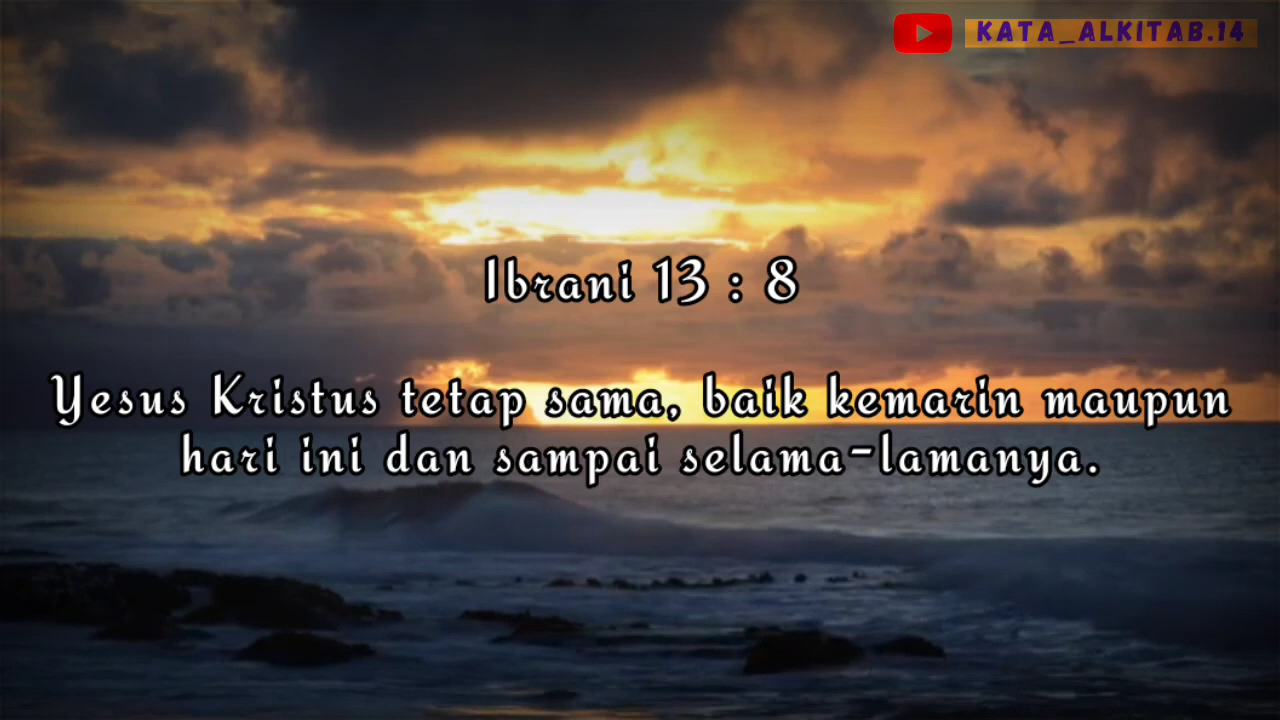 KATA_ALKITAB.14
Ibrani 13 : 8
Yesus Kristus tetap sama, baik kemarin maupun
hari ini dan sampai selama-lamanya.